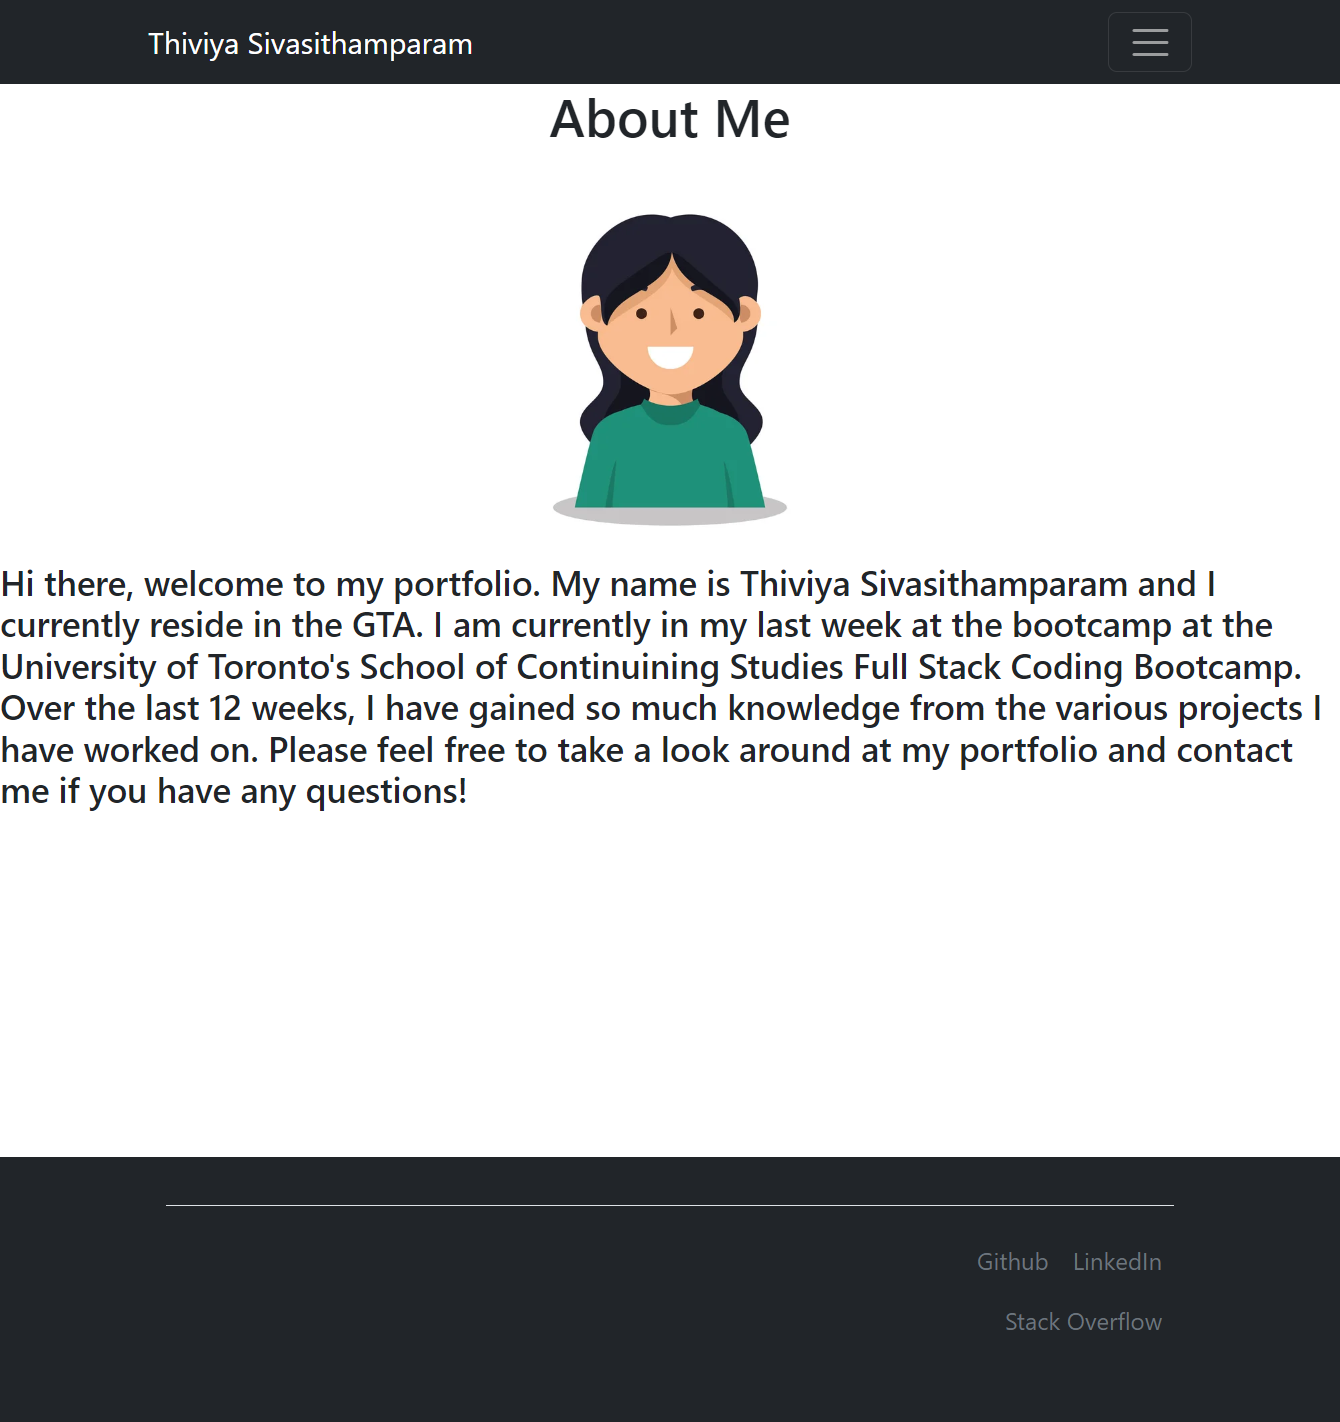 Thiviya Sivasithamparam
About Me
Hi there, welcome to my portfolio. My name is Thiviya Sivasithamparam and I
currently reside in the GTA. I am currently in my last week at the bootcamp at the
University of Toronto's School of Continuining Studies Full Stack Coding Bootcamp.
Over the last 12 weeks, I have gained so much knowledge from the various projects I
have worked on. Please feel free to take a look around at my portfolio and contact
me if you have any questions!
Github LinkedIn
Stack Overflow